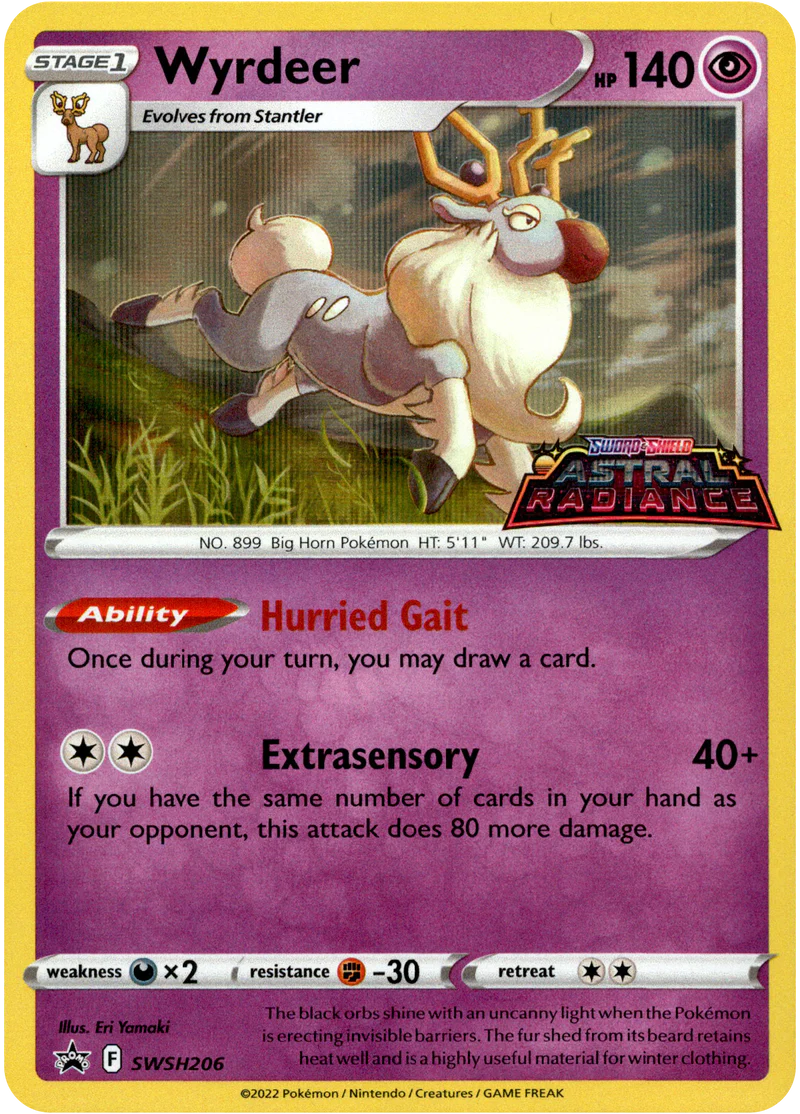 STAGE 1
Wyrdeer
HP 140
Evolves from Stantler
SWORD & SHIELD
ASTRAL
RADIANCE
NO. 899 Big Horn Pokémon HT: 5'11" WT: 209.7 lbs.
Ability Hurried Gait
Once during your turn, you may draw a card.
Extrasensory 40+
If you have the same number of cards in your hand as
your opponent, this attack does 80 more damage.
weakness ×2 resistance -30 retreat
Illus. Eri Yamaki
The black orbs shine with an uncanny light when the Pokémon
is erecting invisible barriers. The fur shed from its beard retains
heat well and is a highly useful material for winter clothing.
PROMO F SWSH206
©2022 Pokémon / Nintendo / Creatures / GAME FREAK